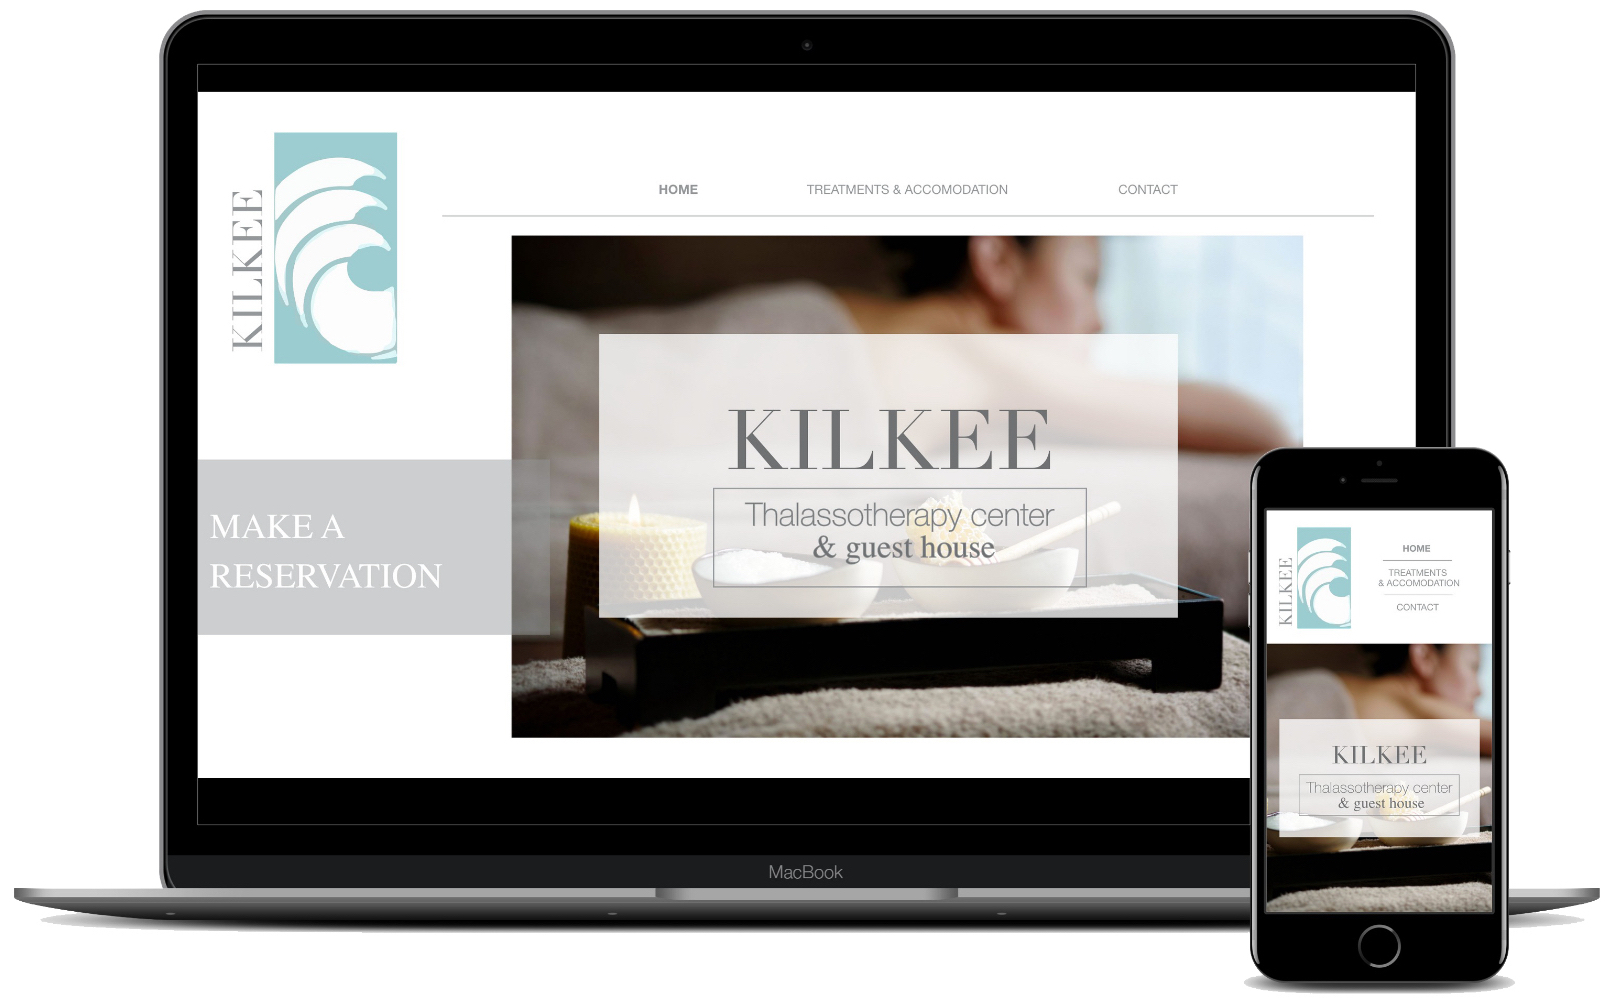 KILKEE
HOME
TREATMENTS & ACCOMODATION
CONTACT
KILKEE
Thalassotherapy center
& guest house
MAKE A
RESERVATION
MacBook
KILKEE
HOME
TREATMENTS
& ACCOMODATION
CONTACT
KILKEE
Thalassotherapy center
& guest house